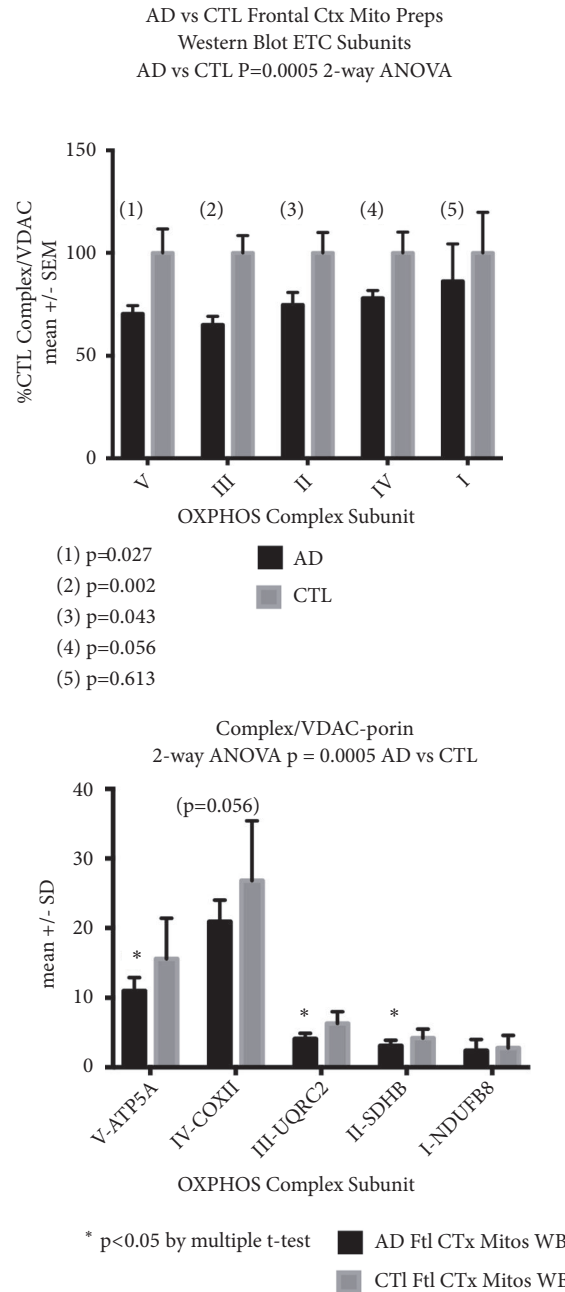 AD vs CTL Frontal Ctx Mito Preps
Western Blot ETC Subunits
AD vs CTL P=0.0005 2-way ANOVA
%CTL Complex/VDAC
mean +/- SEM
150
100
50
0
(1) (2) (3) (4) (5)
V III II IV I
OXPHOS Complex Subunit
(1) p=0.027
(2) p=0.002
(3) p=0.043
(4) p=0.056
(5) p=0.613
AD
CTL
Complex/VDAC-porin
2-way ANOVA p = 0.0005 AD vs CTL
mean +/- SD
40
30
20
10
0
(p=0.056)
* * *
V-ATP5A IV-COXII III-UQRC2 II-SDHB I-NDUFB8
OXPHOS Complex Subunit
* p<0.05 by multiple t-test
AD Ftl CTx Mitos WB
CTl Ftl CTx Mitos WB